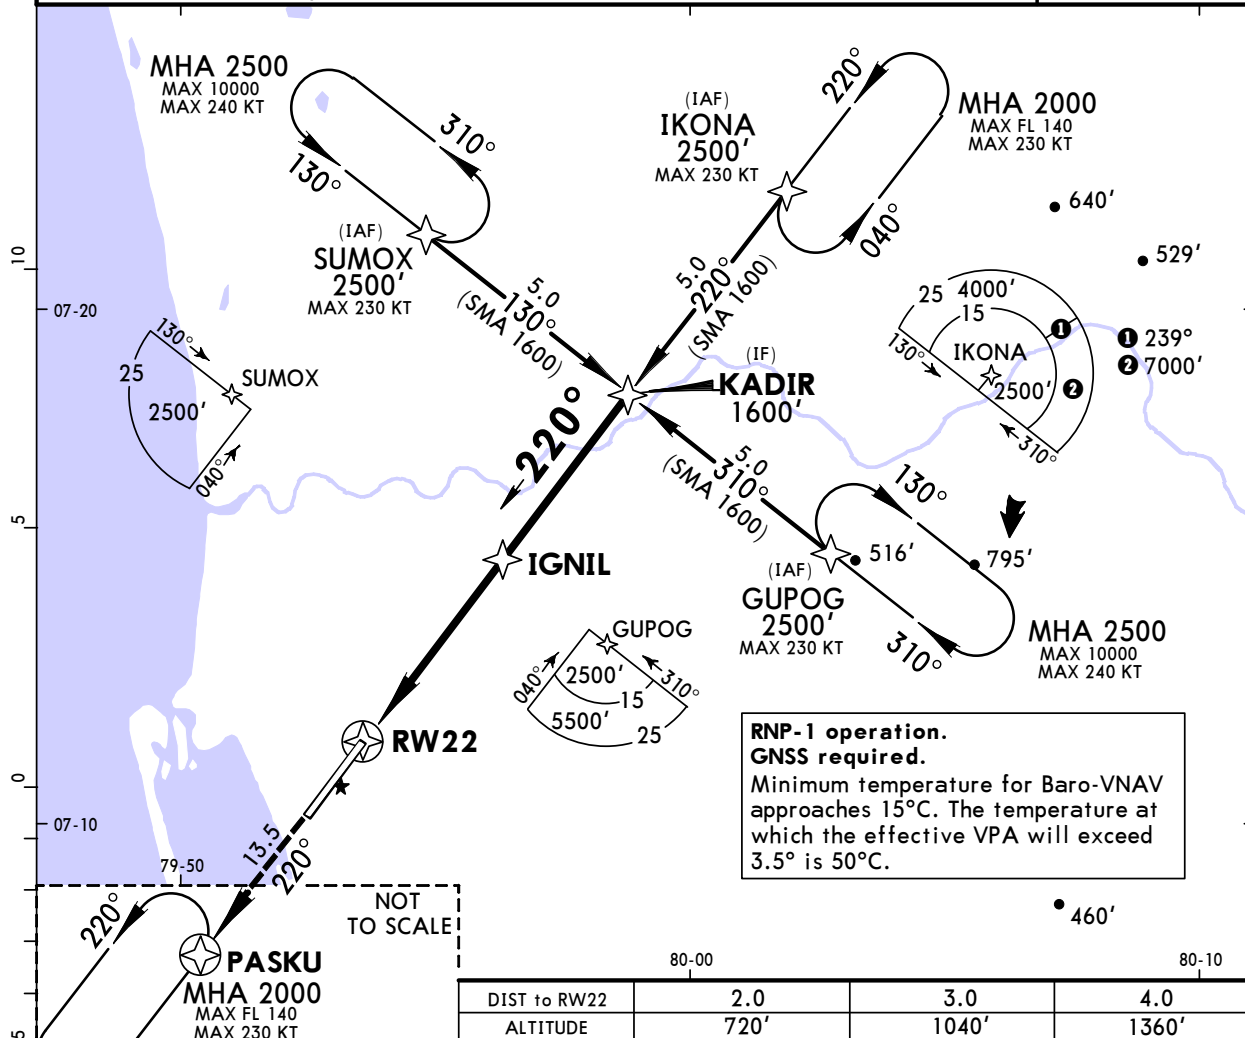 MHA 2500
MAX 10000
MAX 240 KT
310°
130°
(IAF)
SUMOX
2500'
MAX 230 KT
5.0
130°
(SMA 1600)
(IAF)
IKONA
2500'
MAX 230 KT
220°
MHA 2000
MAX FL 140
MAX 230 KT
040°
5.0
220°
(SMA 1600)
640'
529'
10
07-20
25
4000'
15
IKONA
2500'
130°
310°
1
2
1 239°
2 7000'
130°
SUMOX
25
2500'
040°
(IF)
KADIR
1600'
220°
5.0
310°
(SMA 1600)
130°
516'
795'
(IAF)
GUPOG
2500'
MAX 230 KT
310°
MHA 2500
MAX 10000
MAX 240 KT
5
IGNIL
GUPOG
2500'
15
5500'
25
040°
310°
RW22
RNP-1 operation.
GNSS required.
Minimum temperature for Baro-VNAV
approaches 15°C. The temperature at
which the effective VPA will exceed
3.5° is 50°C.
0
07-10
13.5
220°
79-50
NOT
TO SCALE
220°
PASKU
MHA 2000
MAX FL 140
MAX 230 KT
460'
80-00
80-10
5
DIST to RW22 2.0 3.0 4.0
ALTITUDE 720' 1040' 1360'